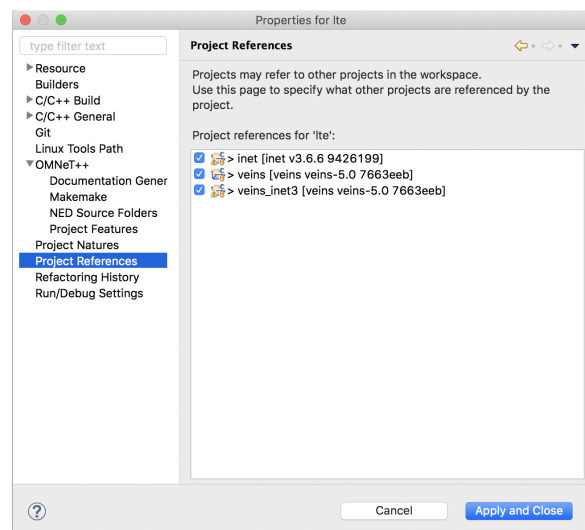 Properties for lte
type filter text
Project References
Resource
Builders
C/C++ Build
C/C++ General
Git
Linux Tools Path
OMNeT++
Documentation Gener
Makemake
NED Source Folders
Project Features
Project Natures
Project References
Refactoring History
Run/Debug Settings
Projects may refer to other projects in the workspace.
Use this page to specify what other projects are referenced by the
project.
Project references for 'lte':
> inet [inet v3.6.6 9426199]
> veins [veins veins-5.0 7663eeb]
> veins_inet3 [veins veins-5.0 7663eeb]
?
Cancel
Apply and Close